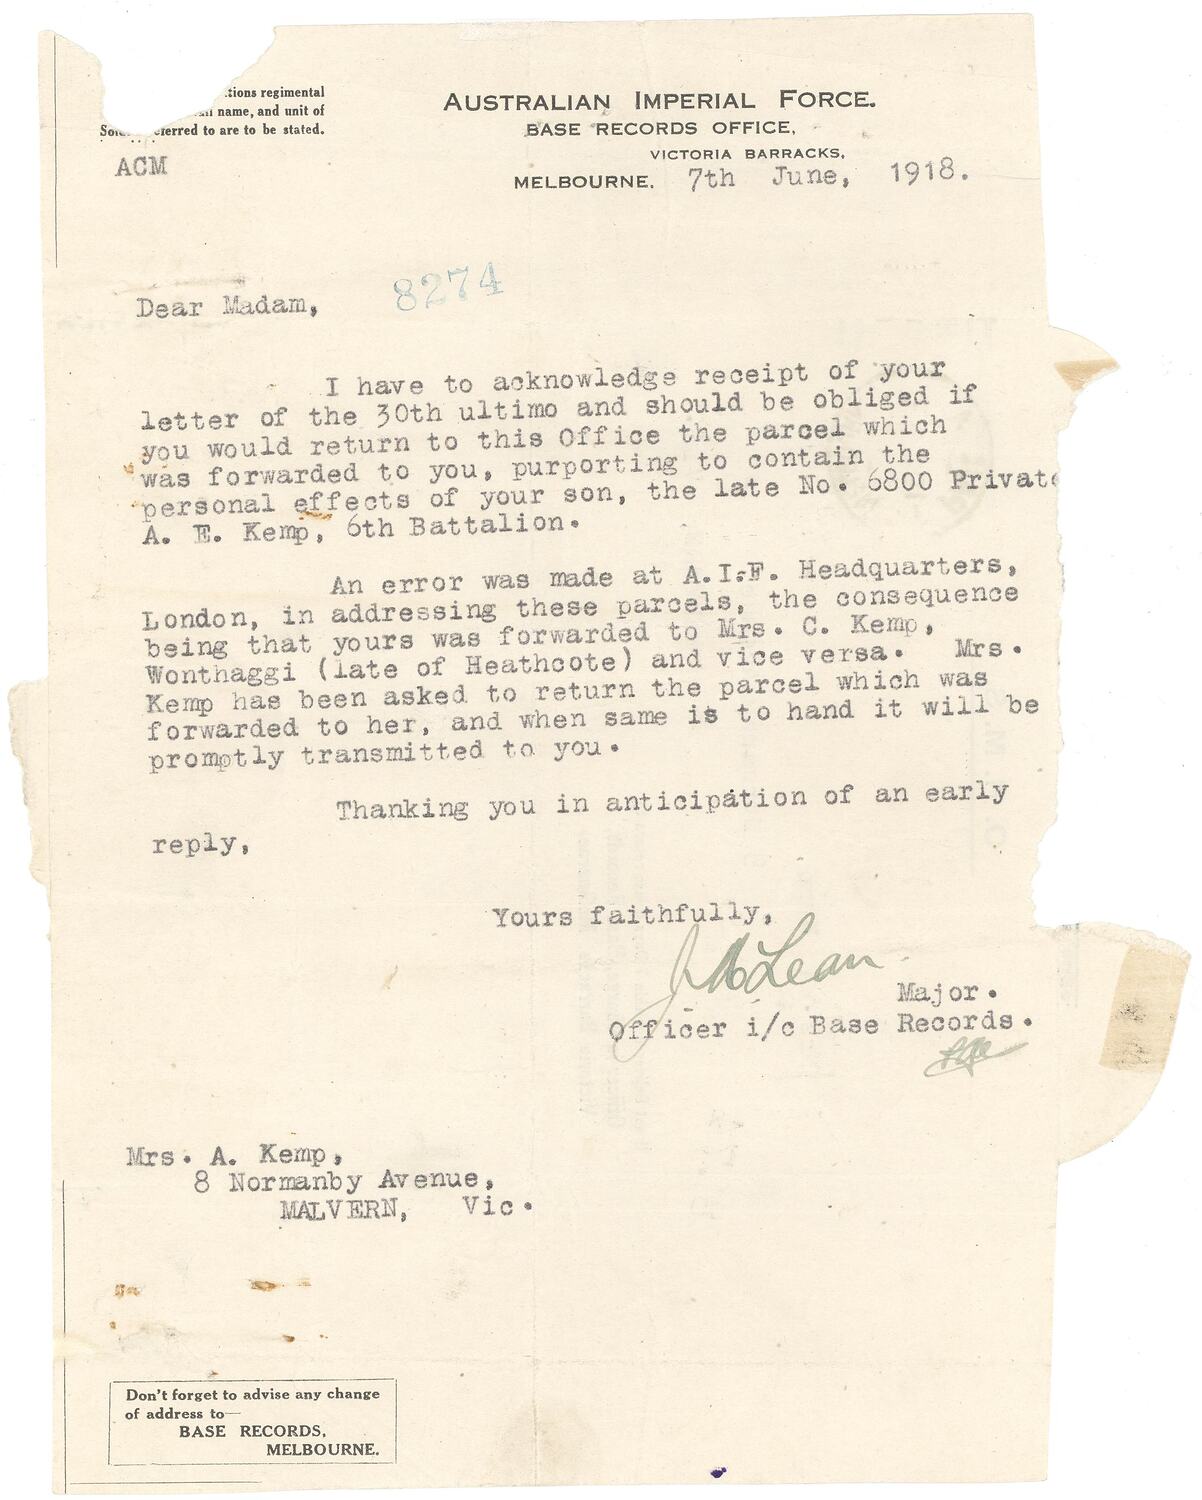 tions regimental
name, and unit of
ferred to are to be stated.
ACM
AUSTRALIAN IMPERIAL FORCE.
BASE RECORDS OFFICE,
VICTORIA BARRACKS,
MELBOURNE. 7th June, 1918.
8274
Dear Madam,
I have to acknowledge receipt of your
letter of the 30th ultimo and should be obliged if
you would return to this Office the parcel which
was forwarded to you, purporting to contain the
personal effects of your son, the late No. 6800 Private
A. E. Kemp, 6th Battalion.
An error was made at A.I.F. Headquarters,
London, in addressing these parcels, the consequence
being that yours was forwarded to Mrs. C. Kemp,
Wonthaggi (late of Heathcote) and vice versa. Mrs.
Kemp has been asked to return the parcel which was
forwarded to her, and when same is to hand it will be
promptly transmitted to you.
Thanking you in anticipation of an early
reply,
Yours faithfully,
J McLean.
Major.
Officer i/c Base Records.
Mrs. A. Kemp,
8 Normanby Avenue,
MALVERN, Vic.
Don't forget to advise any change
of address to—
BASE RECORDS,
MELBOURNE.